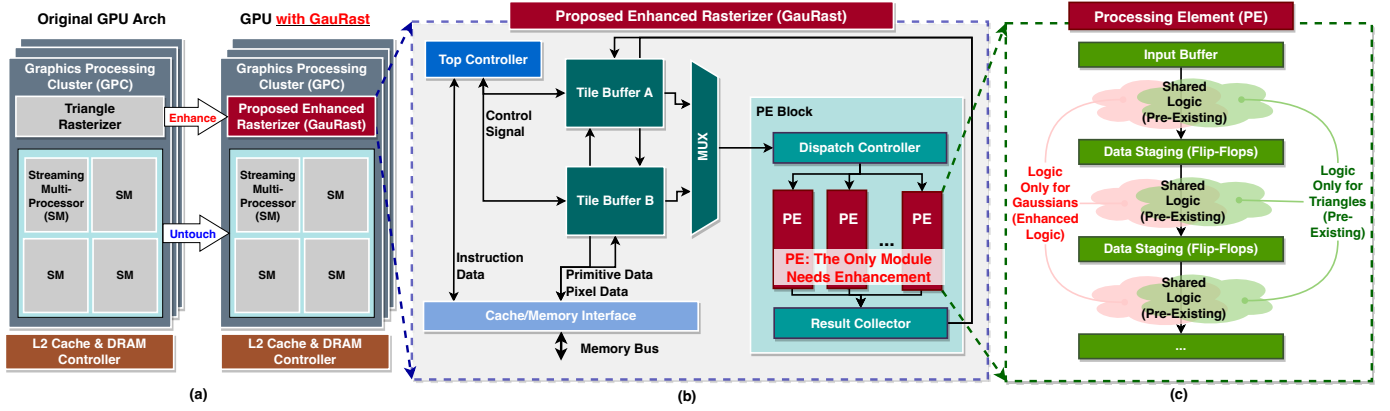 Original GPU Arch
Graphics Processing
Cluster (GPC)
Triangle
Rasterizer
Streaming
Multi-
Processor
(SM)
SM
SM
SM
L2 Cache & DRAM
Controller
Enhance
Untouch
(a)
GPU with GauRast
Graphics Processing
Cluster (GPC)
Proposed Enhanced
Rasterizer (GauRast)
Streaming
Multi-
Processor
(SM)
SM
SM
SM
L2 Cache & DRAM
Controller
Proposed Enhanced Rasterizer (GauRast)
Top Controller
Control
Signal
Tile Buffer A
Tile Buffer B
MUX
Instruction
Data
Primitive Data
Pixel Data
Cache/Memory Interface
Memory Bus
PE Block
Dispatch Controller
PE
PE
...
PE
PE: The Only Module
Needs Enhancement
Result Collector
(b)
Processing Element (PE)
Input Buffer
Shared
Logic
(Pre-Existing)
Data Staging (Flip-Flops)
Logic
Only for
Gaussians
(Enhanced
Logic)
Shared
Logic
(Pre-Existing)
Logic
Only for
Triangles
(Pre-
Existing)
Data Staging (Flip-Flops)
Shared
Logic
(Pre-Existing)
...
(c)